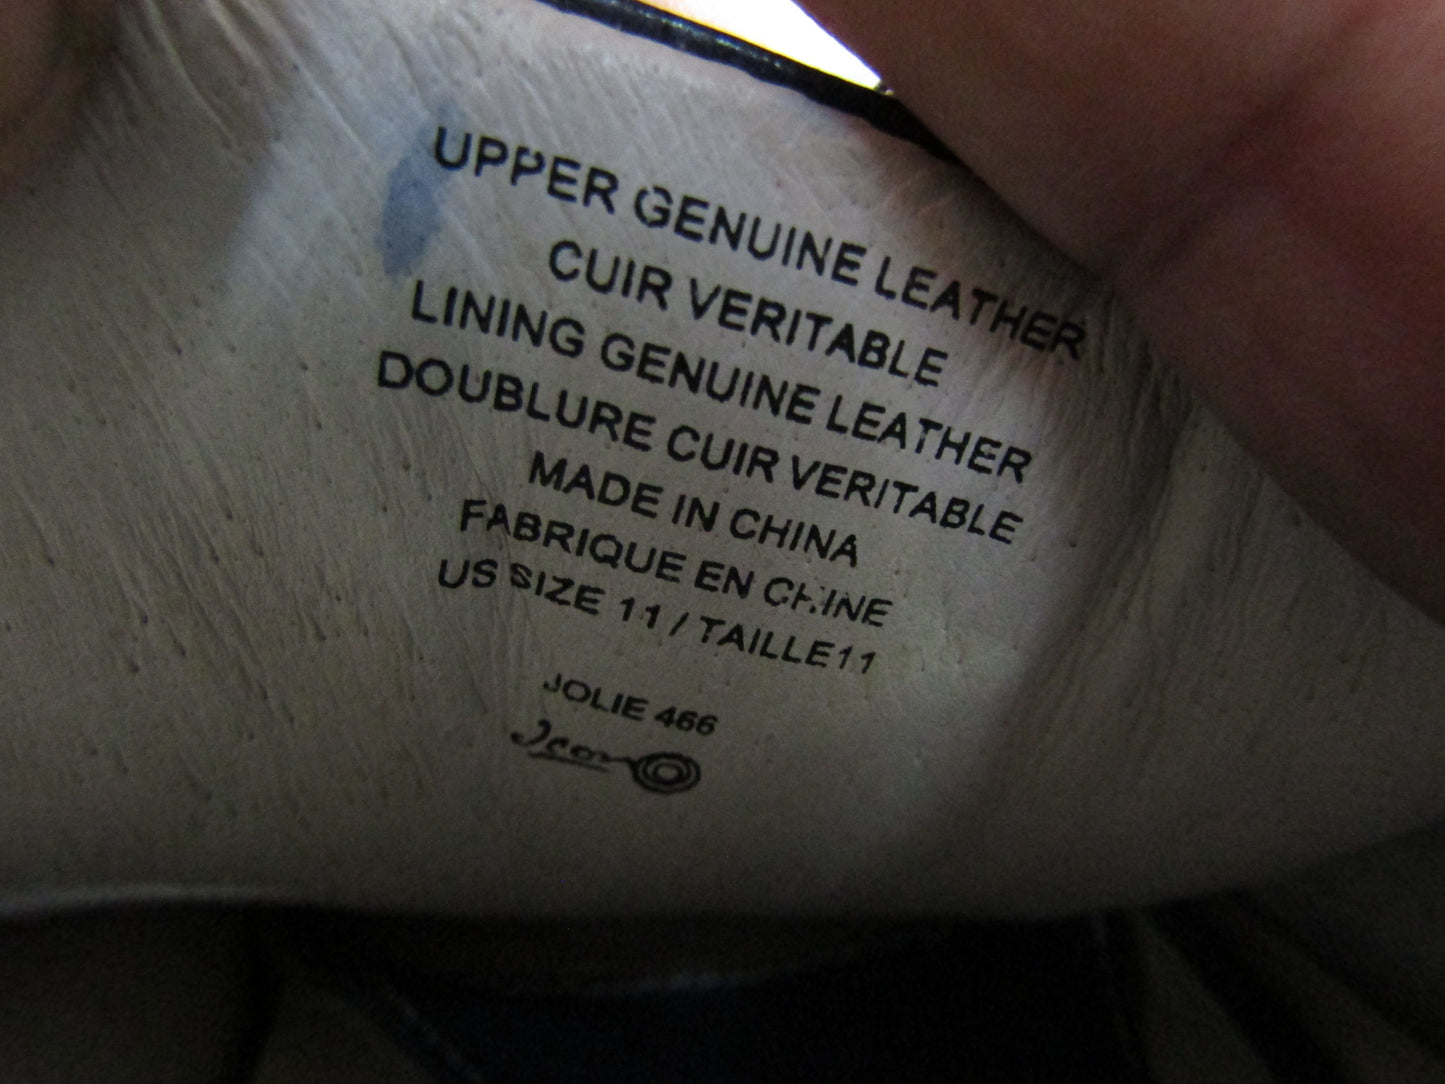 UPPER GENUINE LEATHER
CUIR VERITABLE
LINING GENUINE LEATHER
DOUBLURE CUIR VERITABLE
MADE IN CHINA
FABRIQUE EN CHINE
US SIZE 11 / TAILLE11
JOLIE 466
Icon